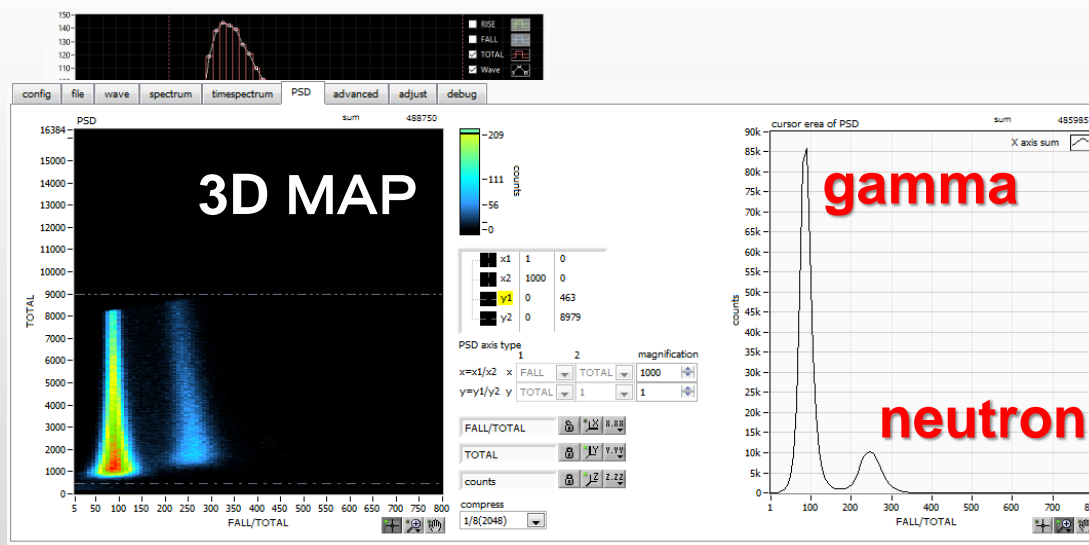 150-
140-
130-
120-
110-
RISE
FALL
TOTAL
Wave
config file wave spectrum timespectrum PSD advanced adjust debug
PSD sum 488750
16384
15000
14000
13000
12000
11000
10000
9000
8000
7000
6000
5000
4000
3000
2000
1000
0
TOTAL
3D MAP
5 50 100 150 200 250 300 350 400 450 500 550 600 650 700 750 800
FALL/TOTAL
209
111
56
0
counts
x1 1 0
x2 1000 0
y1 0 463
y2 0 8979
PSD axis type
1 2 magnification
x=x1/x2 x FALL TOTAL 1000
y=y1/y2 y TOTAL 1 1
FALL/TOTAL
TOTAL
counts
compress
1/8(2048)
cursor erea of PSD sum 485985
X axis sum
90k
85k
80k
75k
70k
65k
60k
55k
50k
45k
40k
35k
30k
25k
20k
15k
10k
5k
0
counts
gamma
neutron
1 100 200 300 400 500 600 700
FALL/TOTAL